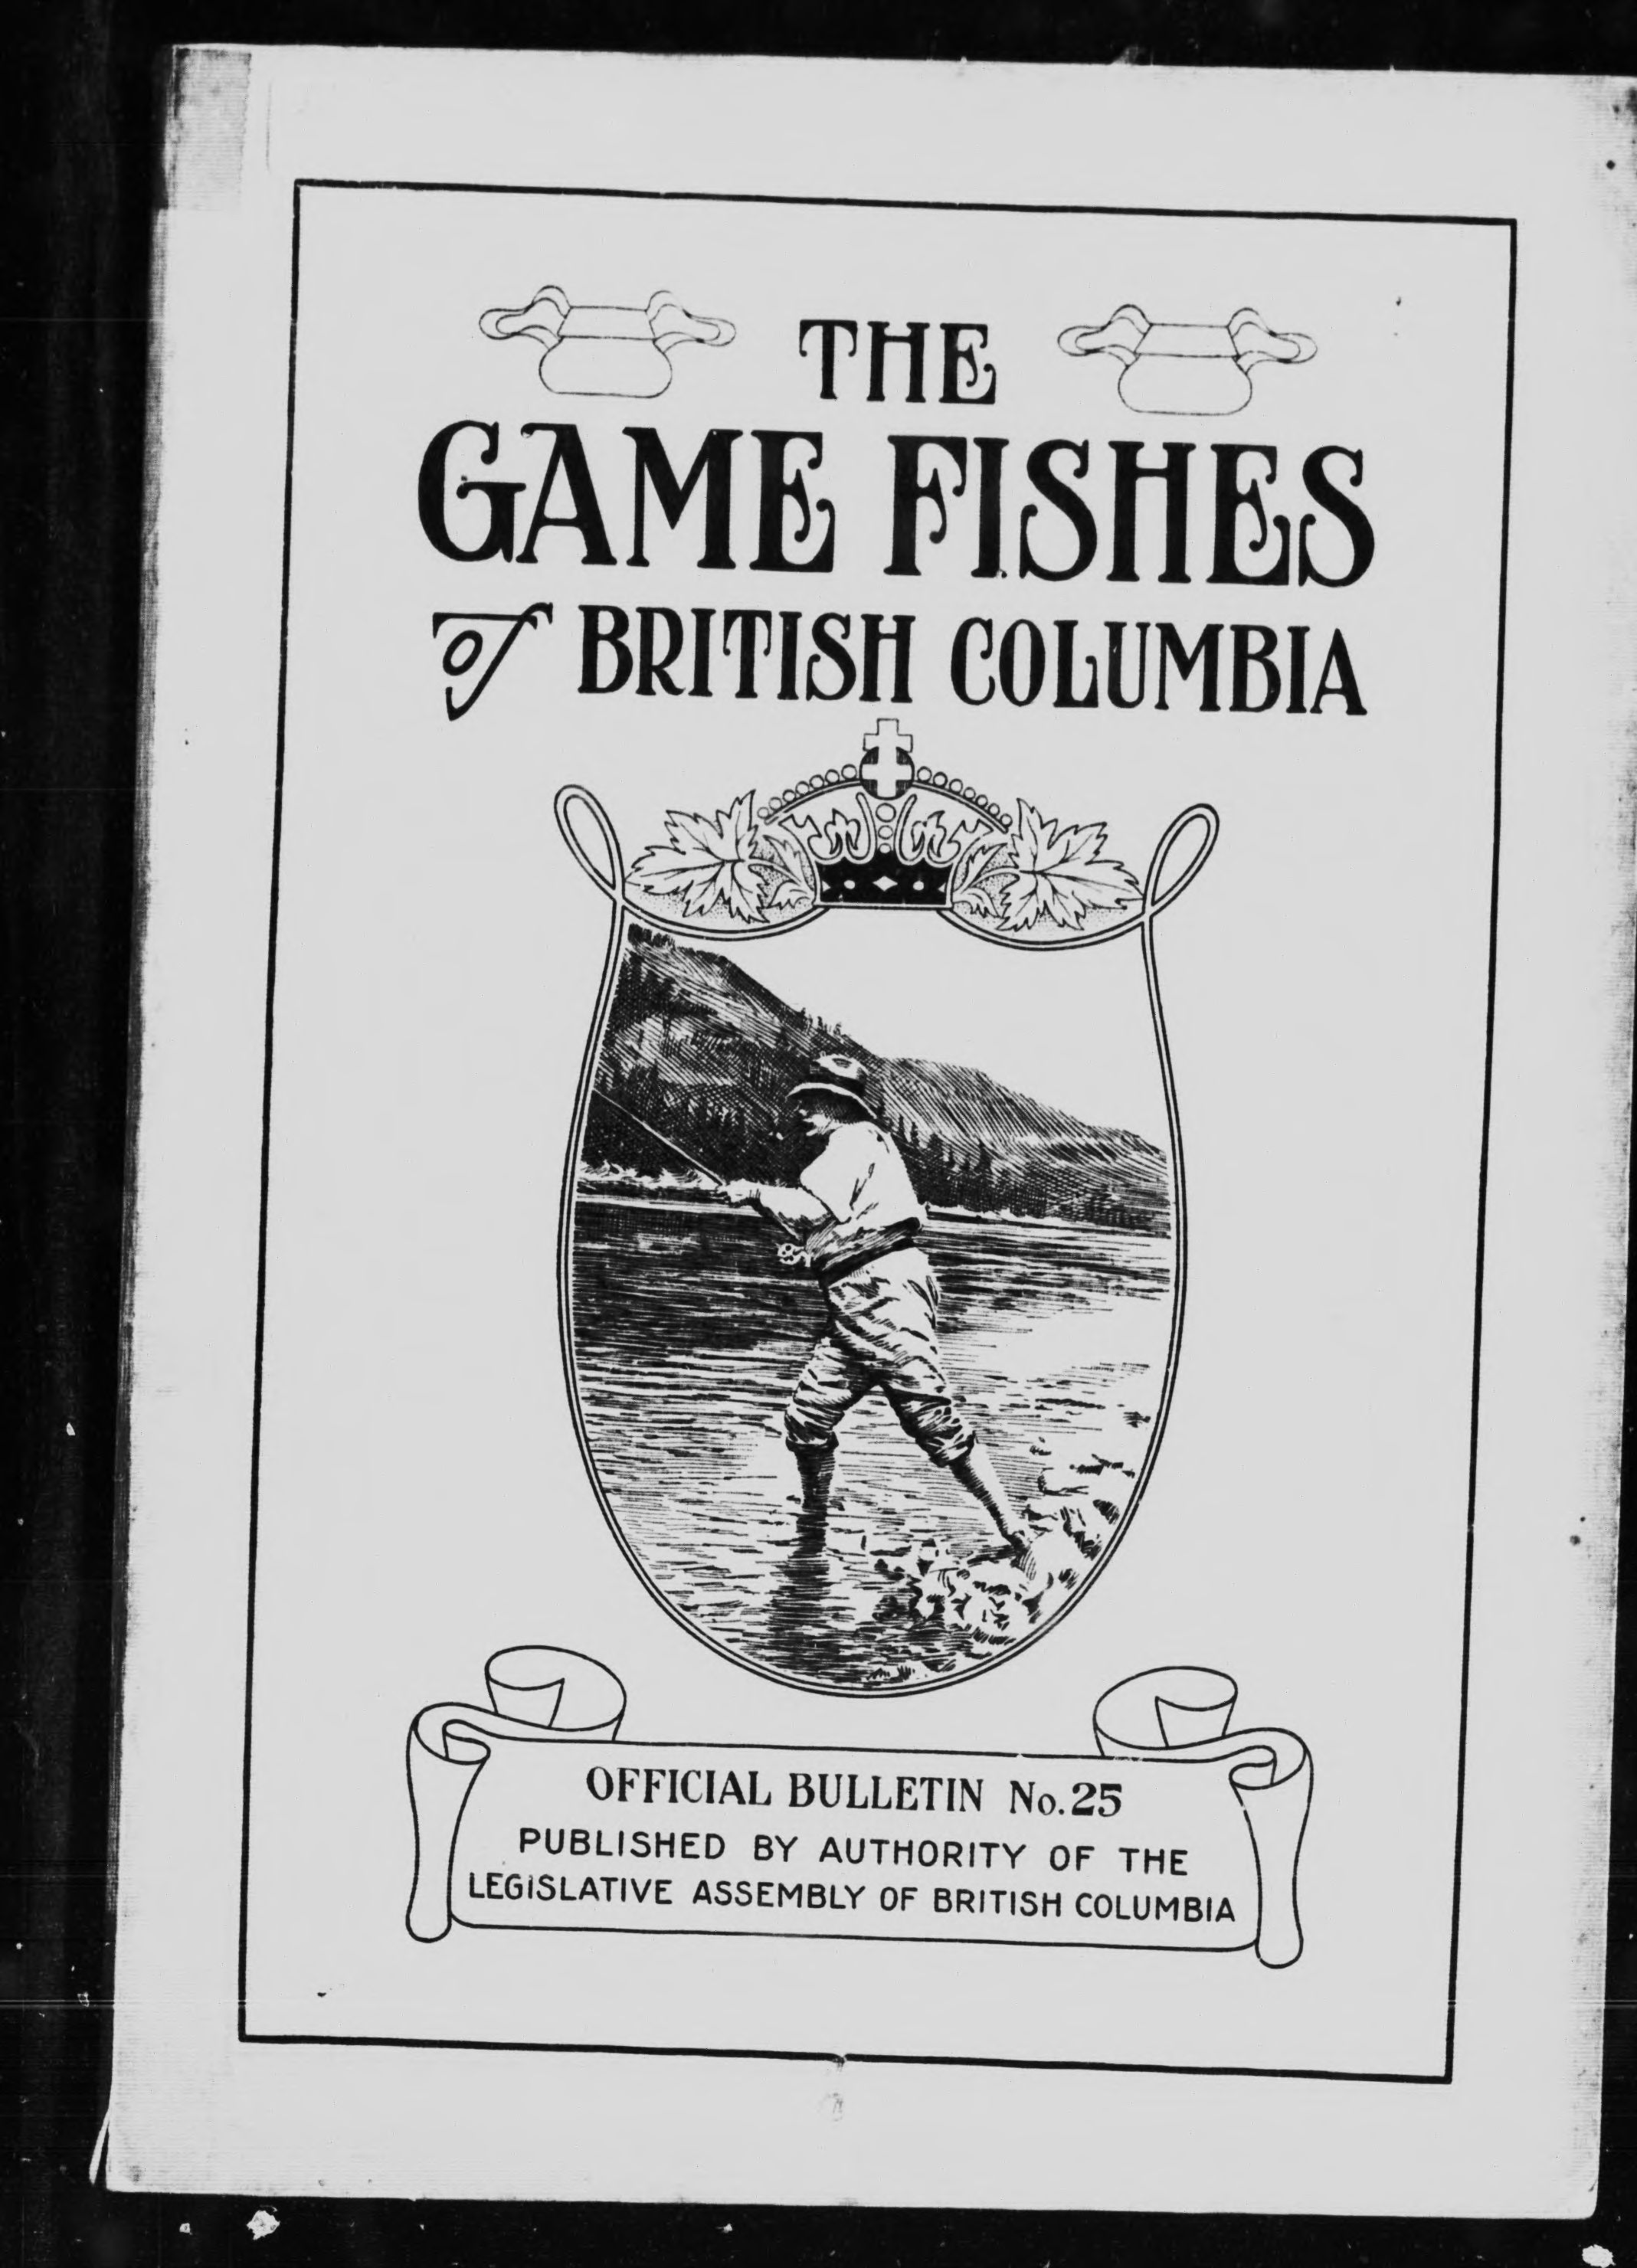 THE
GAME FISHES
of BRITISH COLUMBIA
OFFICIAL BULLETIN No. 25
PUBLISHED BY AUTHORITY OF THE
LEGISLATIVE ASSEMBLY OF BRITISH COLUMBIA